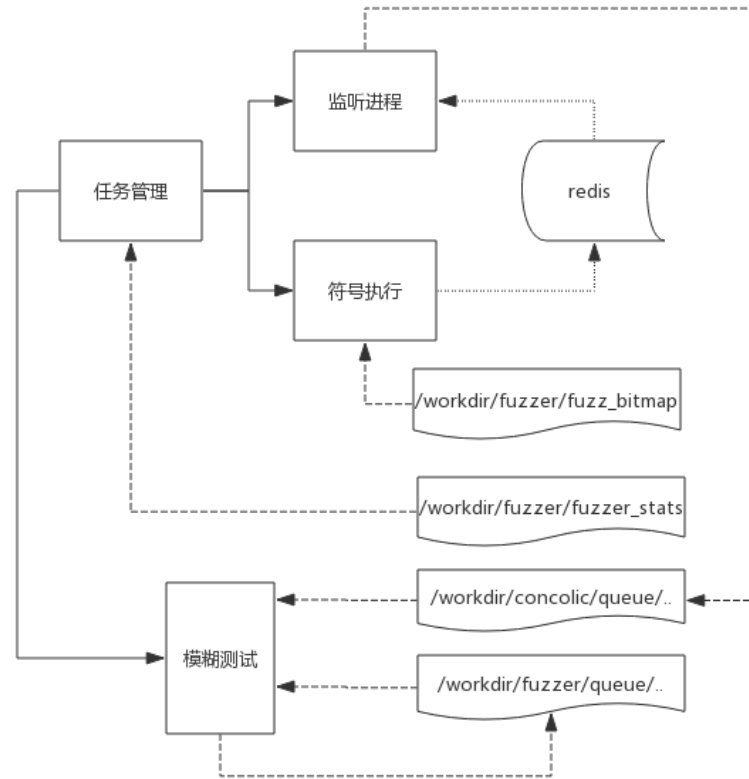 监听进程
任务管理
redis
符号执行
/workdir/fuzzer/fuzz_bitmap
/workdir/fuzzer/fuzzer_stats
/workdir/concolic/queue/..
模糊测试
/workdir/fuzzer/queue/..